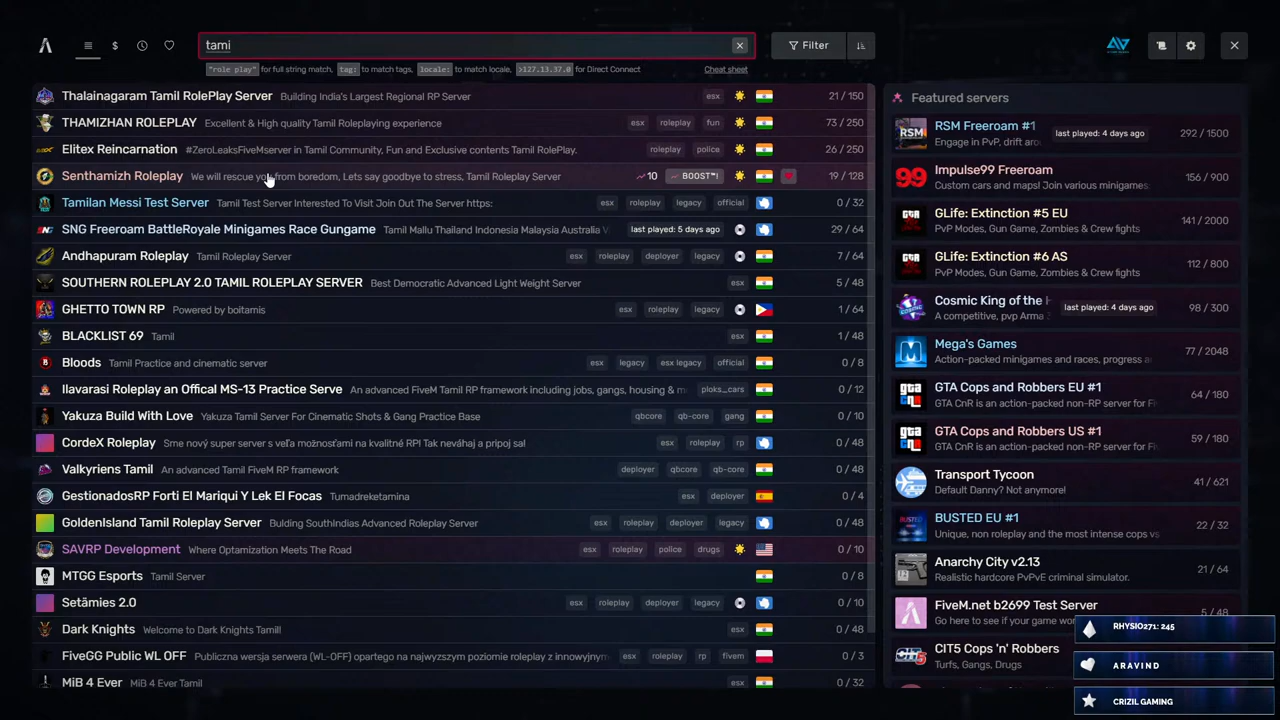 tami
Filter
"role play" for full string match, tag: to match tags, locale: to match locale, >127.13.37.0 for Direct Connect
Cheat sheet
Thalainagaram Tamil RolePlay Server Building India's Largest Regional RP Server esx 21 / 150
THAMIZHAN ROLEPLAY Excellent & High quality Tamil Roleplaying experience esx roleplay fun 73 / 250
Elitex Reincarnation #ZeroLeaksFiveMserver in Tamil Community, Fun and Exclusive contents Tamil RolePlay. roleplay police 26 / 250
Senthamizh Roleplay We will rescue you from boredom, Lets say goodbye to stress, Tamil Roleplay Server 10 BOOST™! 19 / 128
Tamilan Messi Test Server Tamil Test Server Interested To Visit Join Out The Server https: esx roleplay legacy official 0 / 32
SNG Freeroam BattleRoyale Minigames Race Gungame Tamil Mallu Thailand Indonesia Malaysia Australia V last played: 5 days ago 29 / 64
Andhapuram Roleplay Tamil Roleplay Server esx roleplay deployer legacy 7 / 64
SOUTHERN ROLEPLAY 2.0 TAMIL ROLEPLAY SERVER Best Democratic Advanced Light Weight Server esx 5 / 48
GHETTO TOWN RP Powered by boitamis esx roleplay legacy 1 / 64
BLACKLIST 69 Tamil esx 1 / 48
Bloods Tamil Practice and cinematic server esx legacy esx legacy official 0 / 8
Ilavarasi Roleplay an Offical MS-13 Practice Serve An advanced FiveM Tamil RP framework including jobs, gangs, housing & m ploks_cars 0 / 12
Yakuza Build With Love Yakuza Tamil Server For Cinematic Shots & Gang Practice Base qbcore qb-core gang 0 / 10
CordeX Roleplay Sme nový super server s veľa možnosťami na kvalitné RP! Tak neváhaj a pripoj sa! esx roleplay rp 0 / 48
Valkyriens Tamil An advanced Tamil FiveM RP framework deployer qbcore qb-core 0 / 48
GestionadosRP Forti El Mariqui Y Lek El Focas Tumadreketamina esx deployer 0 / 4
GoldenIsland Tamil Roleplay Server Bulding SouthIndias Advanced Roleplay Server esx roleplay deployer legacy 0 / 48
SAVRP Development Where Optamization Meets The Road esx roleplay police drugs 0 / 10
MTGG Esports Tamil Server 0 / 8
Setämies 2.0 esx roleplay deployer legacy 0 / 10
Dark Knights Welcome to Dark Knights Tamil! esx 0 / 48
FiveGG Public WL OFF Publiczna wersja serwera (WL-OFF) opartego na najwyzszym poziomie roleplay z innowyjnym esx roleplay rp fivem 0 / 3
MiB 4 Ever MiB 4 Ever Tamil esx 0 / 32
Featured servers
RSM
RSM Freeroam #1 last played: 4 days ago 292 / 1500
Engage in PvP, drift aro
99
Impulse99 Freeroam 156 / 900
Custom cars and maps! Join various minigames
GLife: Extinction #5 EU 141 / 2000
PvP Modes, Gun Game, Zombies & Crew fights
GLife: Extinction #6 AS 112 / 800
PvP Modes, Gun Game, Zombies & Crew fights
Cosmic King of the H last played: 4 days ago 98 / 300
A competitive, pvp Arma 3
Mega's Games 77 / 2048
Action-packed minigames and races, progress a
GTA Cops and Robbers EU #1 64 / 180
GTA CnR is an action-packed non-RP server for Fi
GTA Cops and Robbers US #1 59 / 180
GTA CnR is an action-packed non-RP server for Fi
Transport Tycoon 41 / 621
Default Danny? Not anymore!
BUSTED
BUSTED EU #1 22 / 32
Unique, non roleplay and the most intense cops vs
Anarchy City v2.13 21 / 64
Realistic hardcore PvPvE criminal simulator.
FiveM.net b2699 Test Server 5 / 48
Go here to see if your game wo
CIT5
CIT5 Cops 'n' Robbers
Turfs, Gangs, Drugs
RHYSIO271: 245
ARAVIND
CRIZIL GAMING